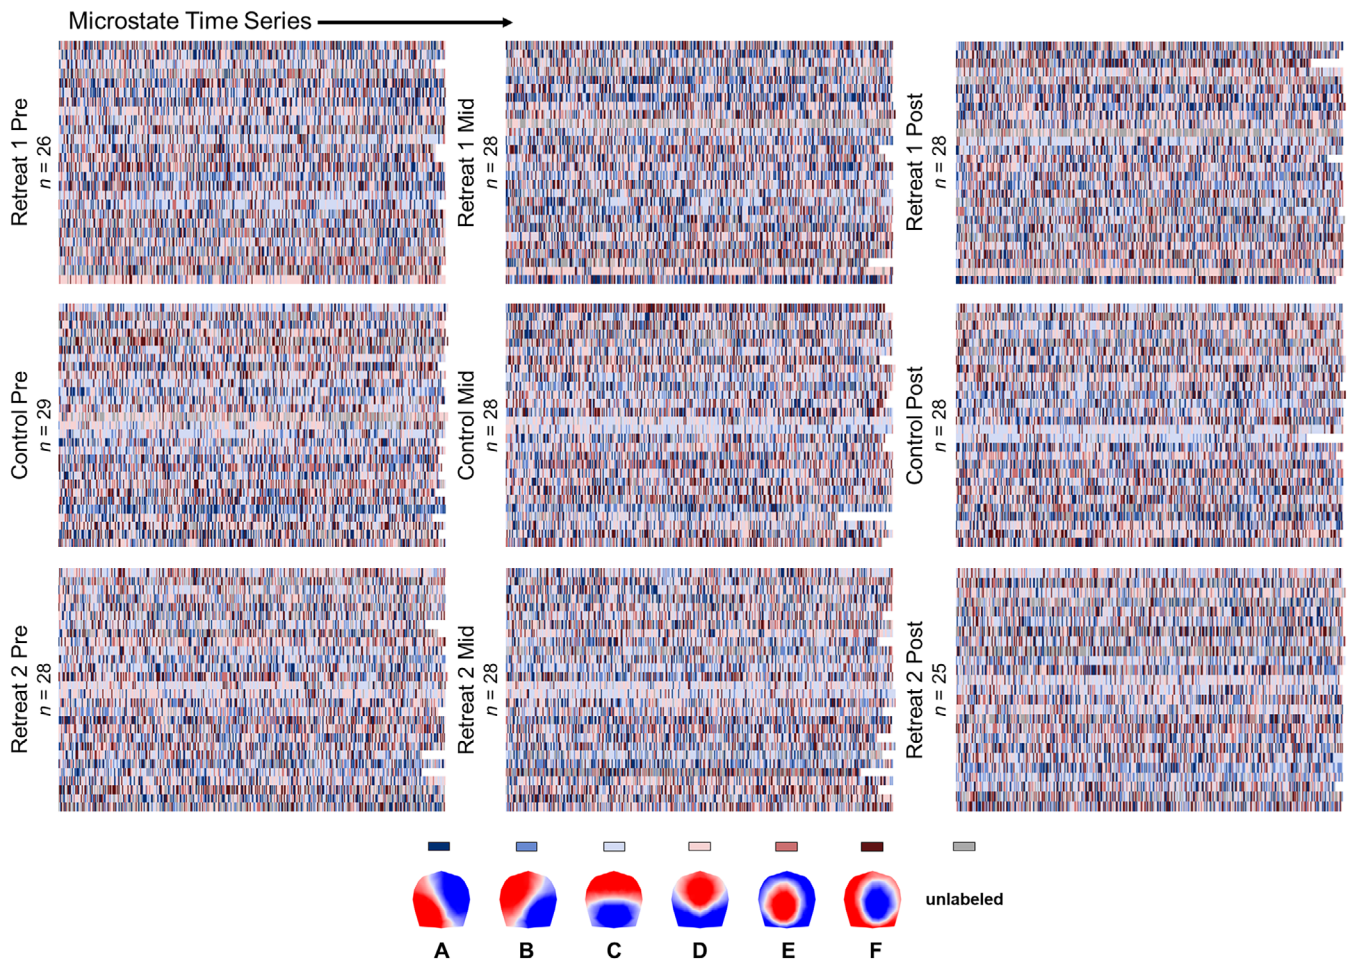 Microstate Time Series
Retreat 1 Pre
n = 26
Retreat 1 Mid
n = 28
Retreat 1 Post
n = 28
Control Pre
n = 29
Control Mid
n = 28
Control Post
n = 28
Retreat 2 Pre
n = 28
Retreat 2 Mid
n = 28
Retreat 2 Post
n = 25
unlabeled
A B C D E F